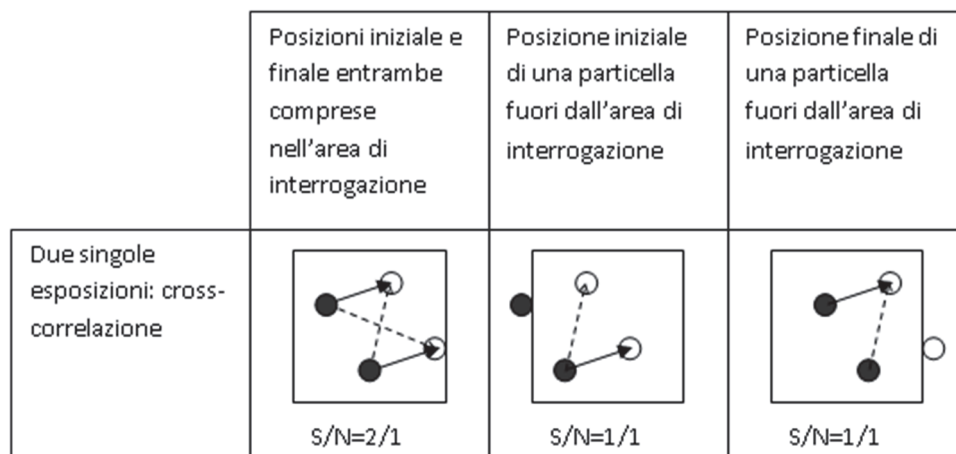 Posizioni iniziale e
finale entrambe
comprese
nell'area di
interrogazione
Posizione iniziale
di una particella
fuori dall'area di
interrogazione
Posizione finale di
una particella
fuori dall'area di
interrogazione
Due singole
esposizioni: cross-
correlazione
S/N=2/1
S/N=1/1
S/N=1/1